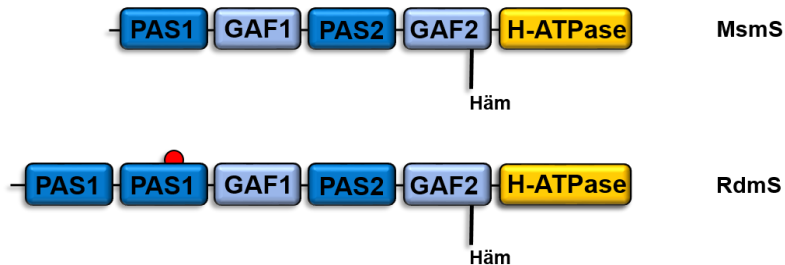 PAS1 GAF1 PAS2 GAF2 H-ATPase MsmS
Häm
PAS1 PAS1 GAF1 PAS2 GAF2 H-ATPase RdmS
Häm